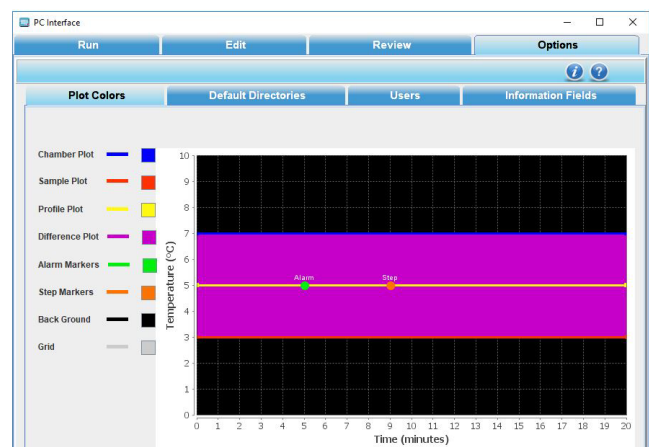 PC Interface
Run Edit Review Options
i ?
Plot Colors Default Directories Users Information Fields
Chamber Plot
Sample Plot
Profile Plot
Difference Plot
Alarm Markers
Step Markers
Back Ground
Grid
Temperature (°C)
10
9
8
7
6
5
4
3
2
1
0
Alarm Step
0 1 2 3 4 5 6 7 8 9 10 11 12 13 14 15 16 17 18 19 20
Time (minutes)